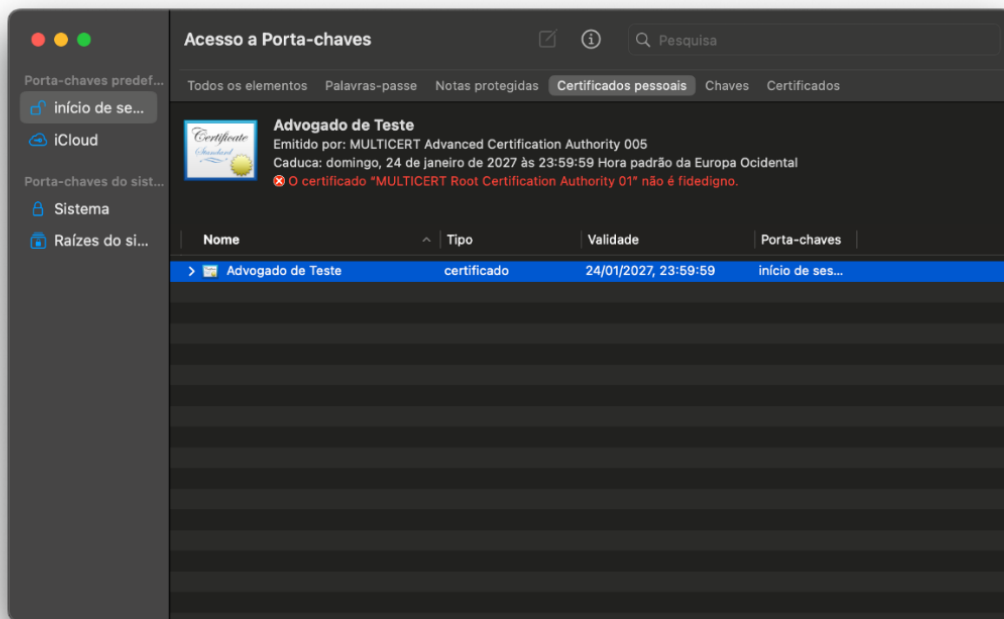 Acesso a Porta-chaves
Pesquisa
Porta-chaves predef...
início de se...
iCloud
Porta-chaves do sist...
Sistema
Raízes do si...
Todos os elementos Palavras-passe Notas protegidas Certificados pessoais Chaves Certificados
Certificate
Standard
Advogado de Teste
Emitido por: MULTICERT Advanced Certification Authority 005
Caduca: domingo, 24 de janeiro de 2027 às 23:59:59 Hora padrão da Europa Ocidental
O certificado "MULTICERT Root Certification Authority 01" não é fidedigno.
Nome Tipo Validade Porta-chaves
Advogado de Teste certificado 24/01/2027, 23:59:59 início de ses...